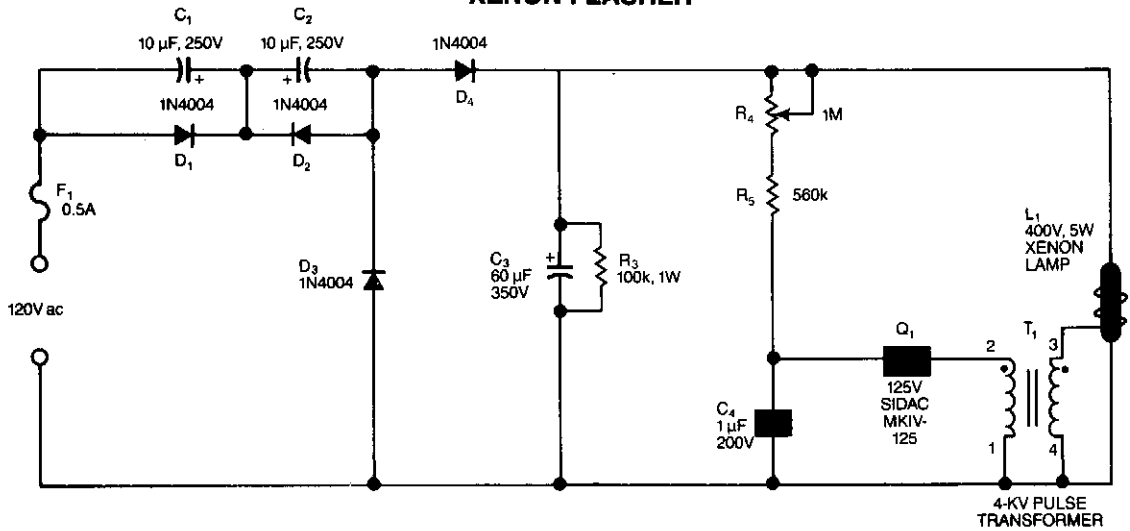 XENON FLASHER
C1
10 µF, 250V
C2
10 µF, 250V
1N4004
D1
1N4004
D2
1N4004
D4
F1
0.5A
120V ac
D3
1N4004
C3
60 µF
350V
R3
100k, 1W
R4
1M
R5
560k
C4
1 µF
200V
Q1
125V
SIDAC
MKIV-
125
2
1
T1
3
4
L1
400V, 5W
XENON
LAMP
4-KV PULSE
TRANSFORMER